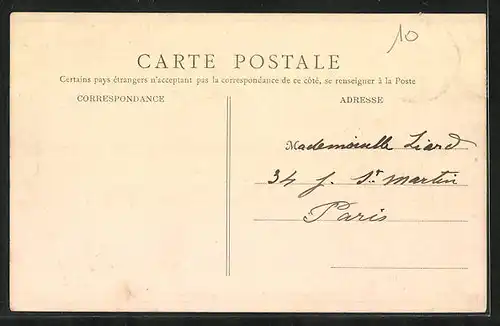 10
CARTE POSTALE
Certains pays étrangers n'acceptant pas la correspondance de ce côté, se renseigner à la Poste
CORRESPONDANCE
ADRESSE
Mademoiselle Liard
34 f. St Martin
Paris